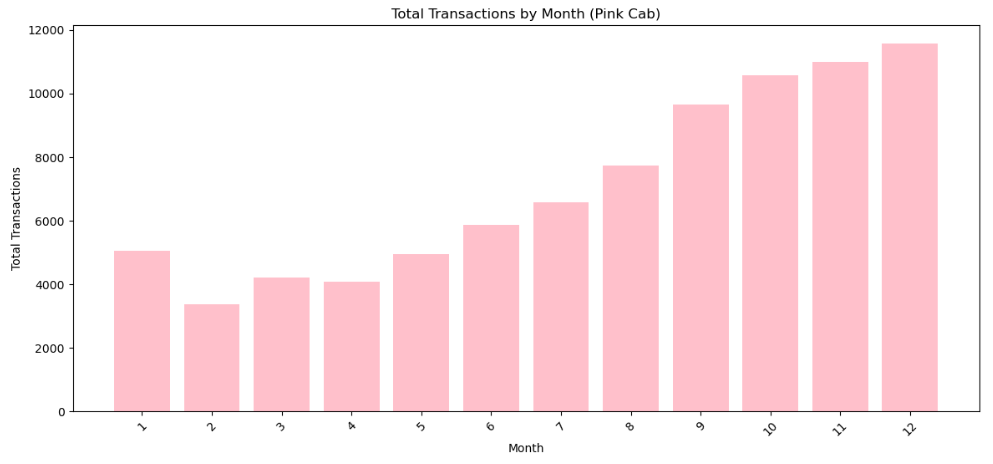 Total Transactions by Month (Pink Cab)
12000
10000
8000
6000
4000
2000
0
Total Transactions
1 2 3 4 5 6 7 8 9 10 11 12
Month